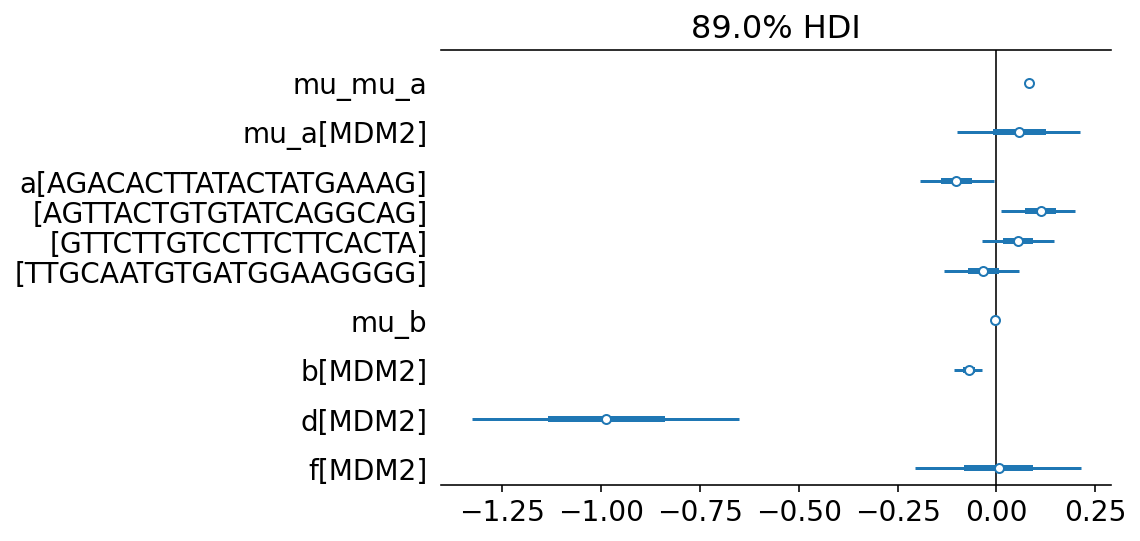 89.0% HDI
mu_mu_a
mu_a[MDM2]
a[AGACACTTATACTATGAAAG]
[AGTTACTGTGTATCAGGCAG]
[GTTCTTGTCCTTCTTCACTA]
[TTGCAATGTGATGGAAGGGG]
mu_b
b[MDM2]
d[MDM2]
f[MDM2]
−1.25 −1.00 −0.75 −0.50 −0.25 0.00 0.25